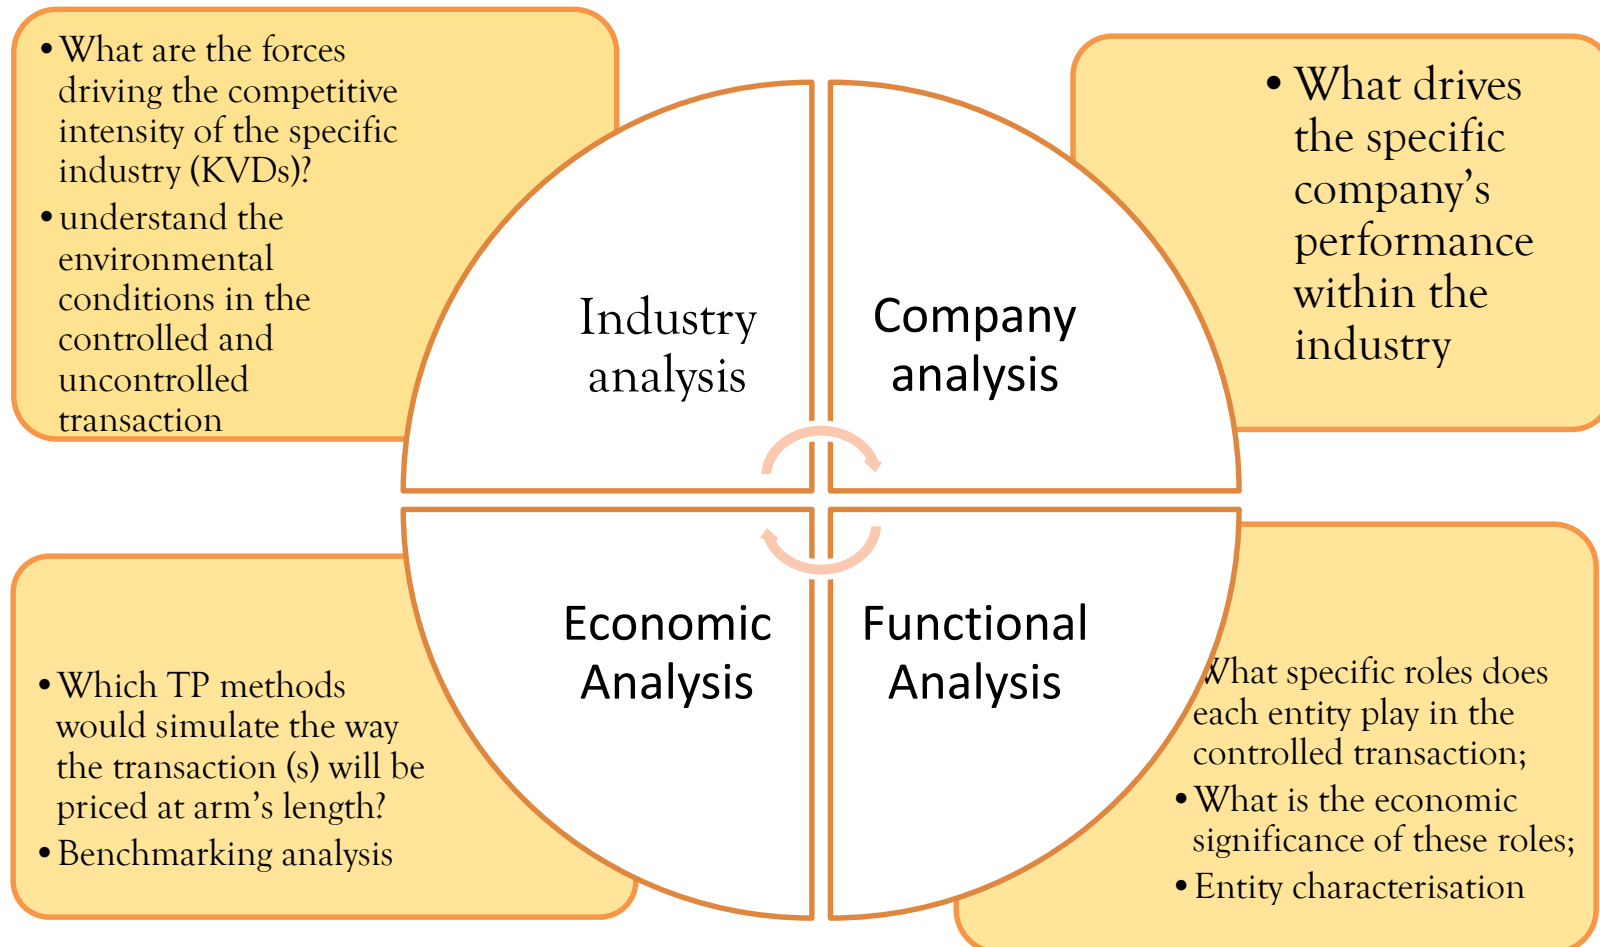 • What are the forces
driving the competitive
intensity of the specific
industry (KVDs)?
• understand the
environmental
conditions in the
controlled and
uncontrolled
transaction
• What drives
the specific
company’s
performance
within the
industry
Industry
analysis
Company
analysis
Economic
Analysis
Functional
Analysis
• Which TP methods
would simulate the way
the transaction (s) will be
priced at arm’s length?
• Benchmarking analysis
What specific roles does
each entity play in the
controlled transaction;
• What is the economic
significance of these roles;
• Entity characterisation